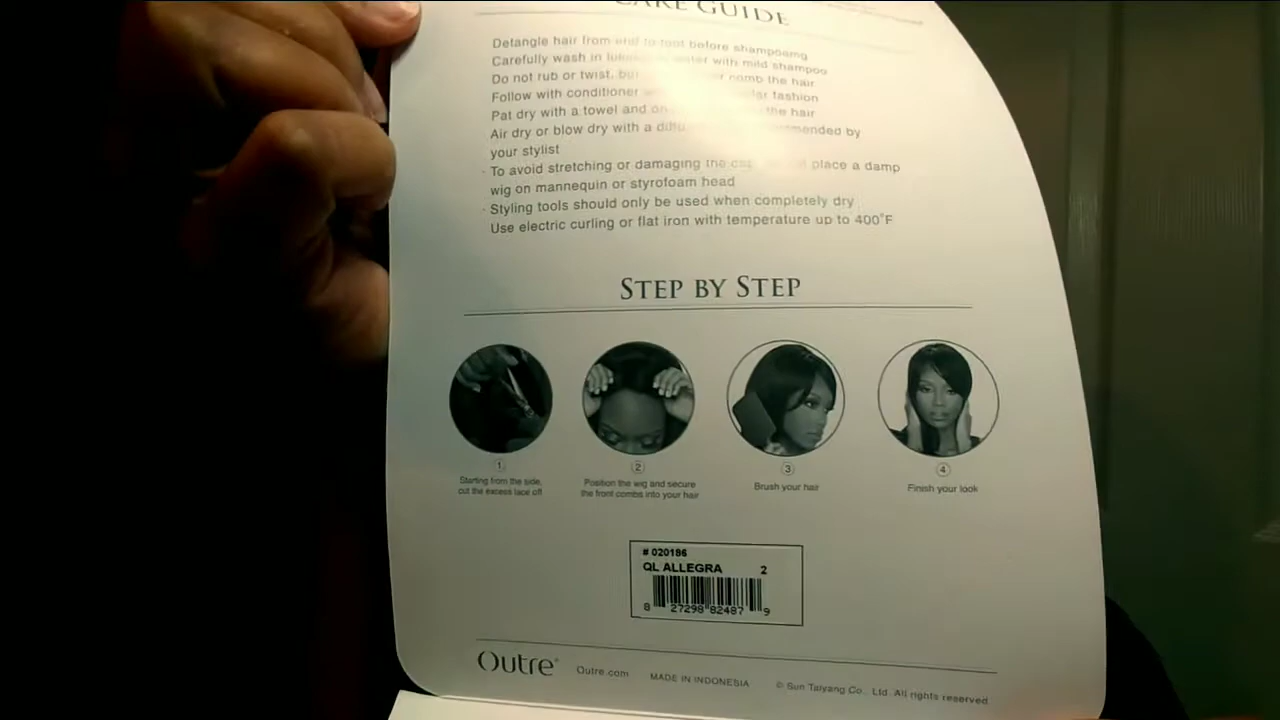 CARE GUIDE
Detangle hair from end to root before shampooing
Carefully wash in water with mild shampoo
Do not rub or twist, comb the hair
Follow with conditioner fashion
Pat dry with a towel and the hair
Air dry or blow dry with a by
your stylist
· To avoid stretching or damaging the place a damp
wig on mannequin or styrofoam head
· Styling tools should only be used when completely dry
Use electric curling or flat iron with temperature up to 400°F
STEP BY STEP
1
Starting from the side,
cut the excess lace off
2
Position the wig and secure
the front combs into your hair
3
Brush your hair
4
Finish your look
# 020186
QL ALLEGRA 2
8 27298 82487 9
Outre® Outre.com MADE IN INDONESIA © Sun Taiyang Co., Ltd. All rights reserved